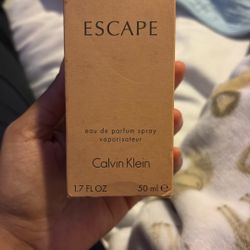 ESCAPE
eau de parfum spray
vaporisateur
Calvin Klein
1.7 FL OZ 50 ml ℮